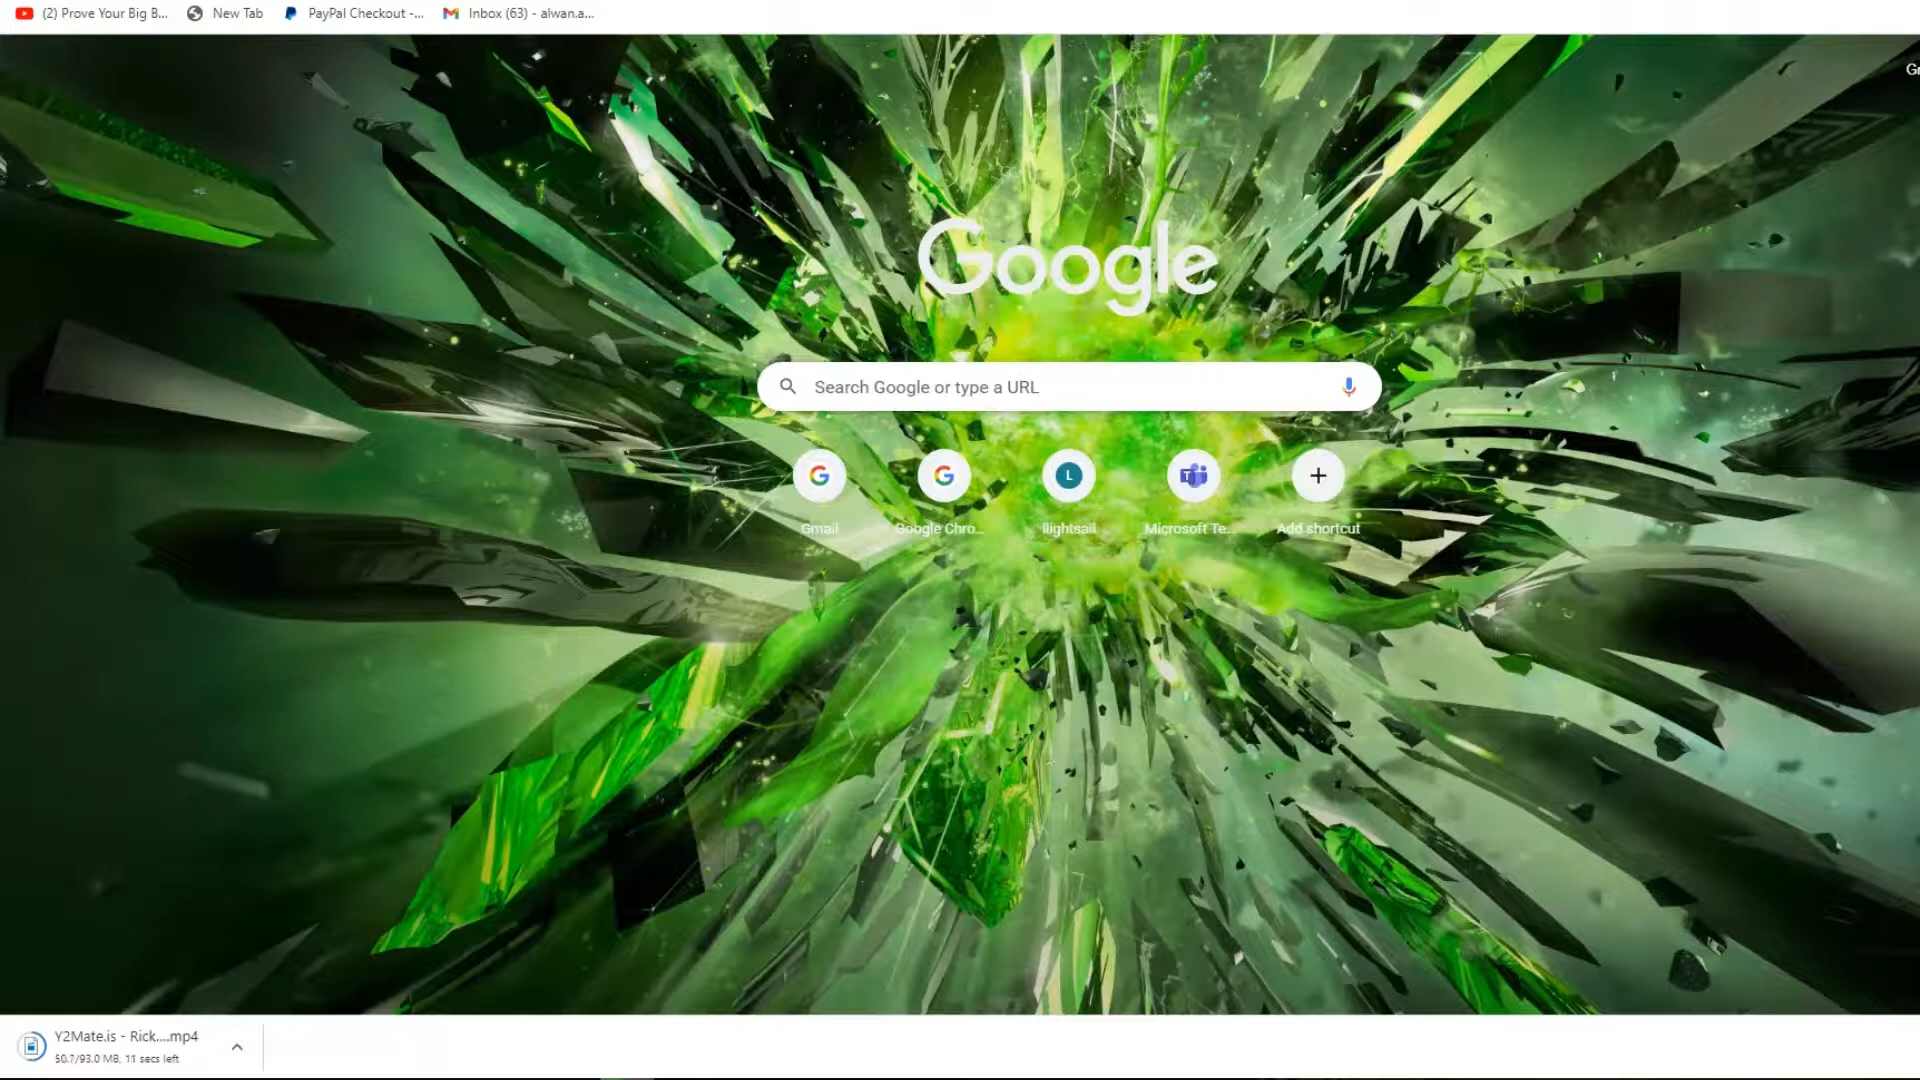 (2) Prove Your Big B... New Tab PayPal Checkout -... Inbox (63) - alwan.a...
Google
Search Google or type a URL
Gmail Google Chro... llightsail Microsoft Te... Add shortcut
Y2Mate.is - Rick....mp4
50.7/93.0 MB, 11 secs left